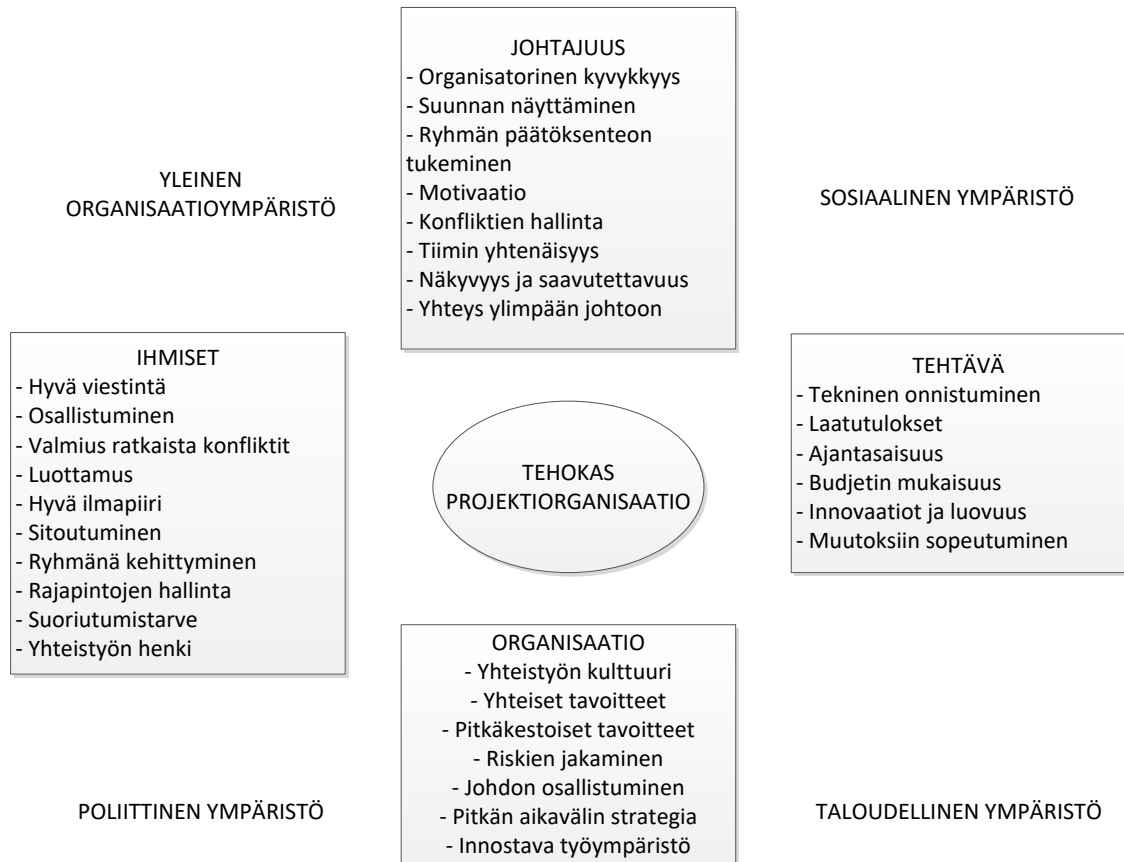 JOHTAJUUS
- Organisatorinen kyvykkyys
- Suunnan näyttäminen
- Ryhmän päätöksenteon
tukeminen
- Motivaatio
- Konfliktien hallinta
- Tiimin yhtenäisyys
- Näkyvyys ja saavutettavuus
- Yhteys ylimpään johtoon
YLEINEN
ORGANISAATIOYMPÄRISTÖ
SOSIAALINEN YMPÄRISTÖ
IHMISET
- Hyvä viestintä
- Osallistuminen
- Valmius ratkaista konfliktit
- Luottamus
- Hyvä ilmapiiri
- Sitoutuminen
- Ryhmänä kehittyminen
- Rajapintojen hallinta
- Suoriutumistarve
- Yhteistyön henki
TEHOKAS
PROJEKTIORGANISAATIO
TEHTÄVÄ
- Tekninen onnistuminen
- Laatutulokset
- Ajantasaisuus
- Budjetin mukaisuus
- Innovaatiot ja luovuus
- Muutoksiin sopeutuminen
ORGANISAATIO
- Yhteistyön kulttuuri
- Yhteiset tavoitteet
- Pitkäkestoiset tavoitteet
- Riskien jakaminen
- Johdon osallistuminen
- Pitkän aikavälin strategia
- Innostava työympäristö
POLIITTINEN YMPÄRISTÖ
TALOUDELLINEN YMPÄRISTÖ